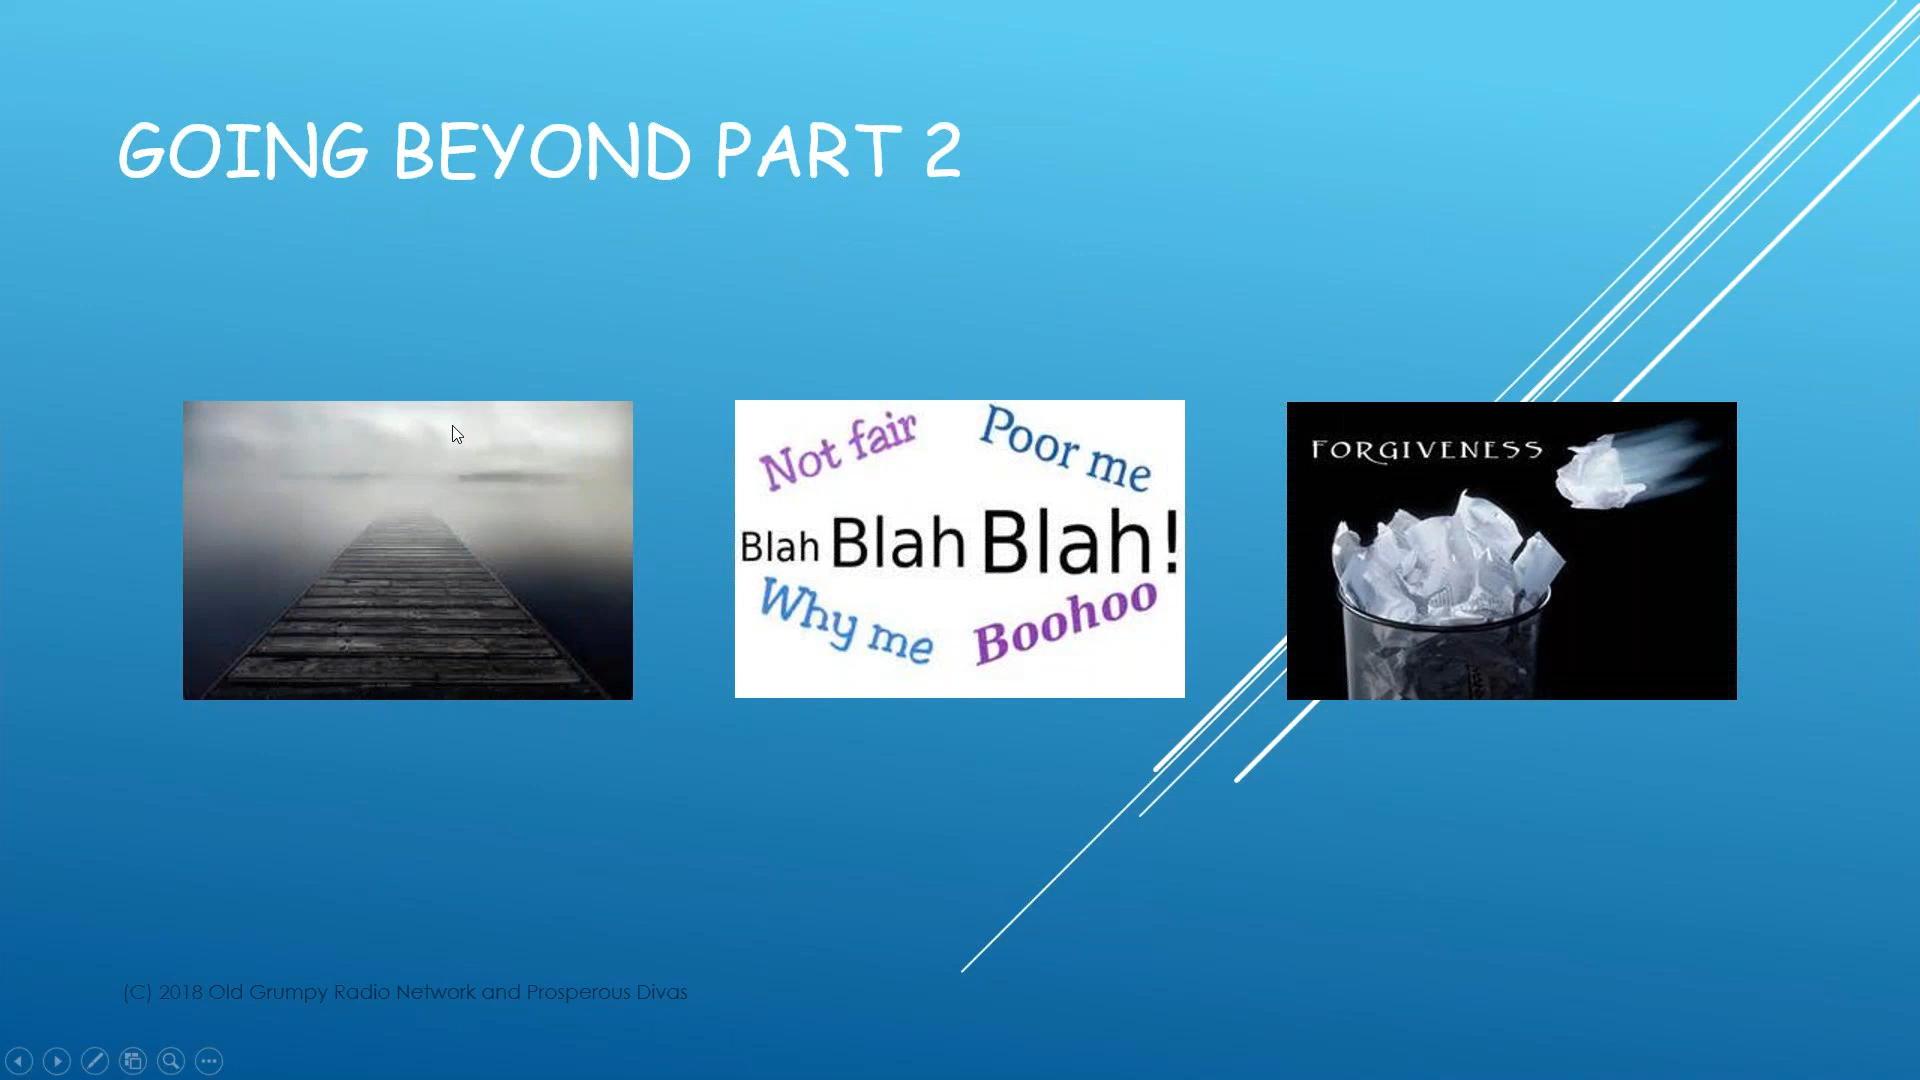 GOING BEYOND PART 2
Not fair
Poor me
Blah Blah Blah!
Why me
Boohoo
FORGIVENESS
(C) 2018 Old Grumpy Radio Network and Prosperous Divas